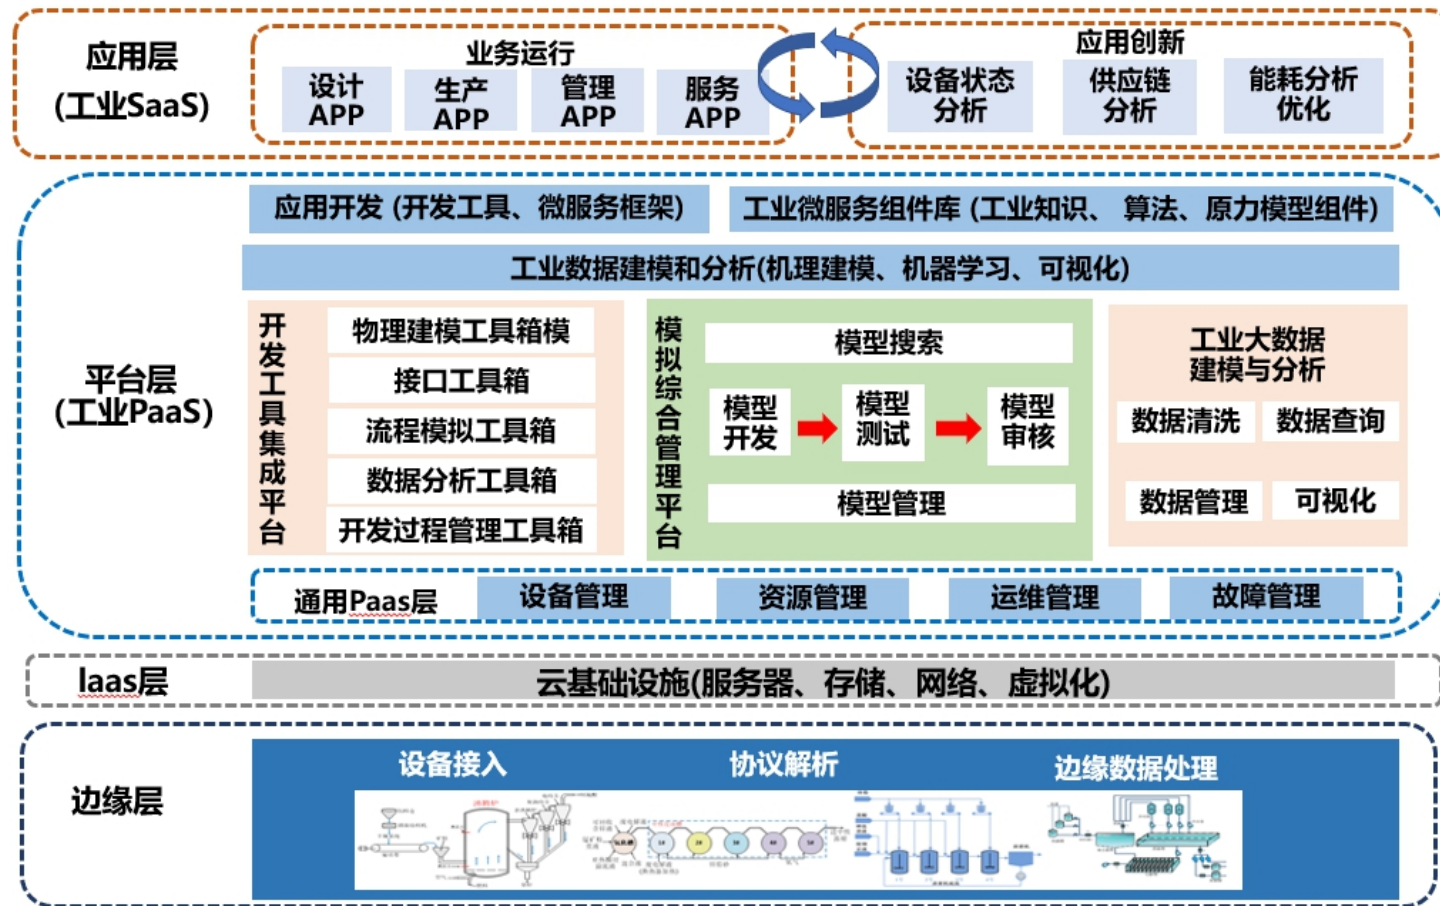 应用层
(工业SaaS)
业务运行
设计
APP
生产
APP
管理
APP
服务
APP
应用创新
设备状态
分析
供应链
分析
能耗分析
优化
平台层
(工业PaaS)
应用开发 (开发工具、微服务框架)
工业微服务组件库 (工业知识、 算法、原力模型组件)
工业数据建模和分析(机理建模、机器学习、可视化)
开发工具集成平台
物理建模工具箱模
接口工具箱
流程模拟工具箱
数据分析工具箱
开发过程管理工具箱
模拟综合管理平台
模型搜索
模型
开发
模型
测试
模型
审核
模型管理
工业大数据
建模与分析
数据清洗
数据查询
数据管理
可视化
通用Paas层
设备管理
资源管理
运维管理
故障管理
Iaas层
云基础设施(服务器、存储、网络、虚拟化)
边缘层
设备接入
协议解析
边缘数据处理